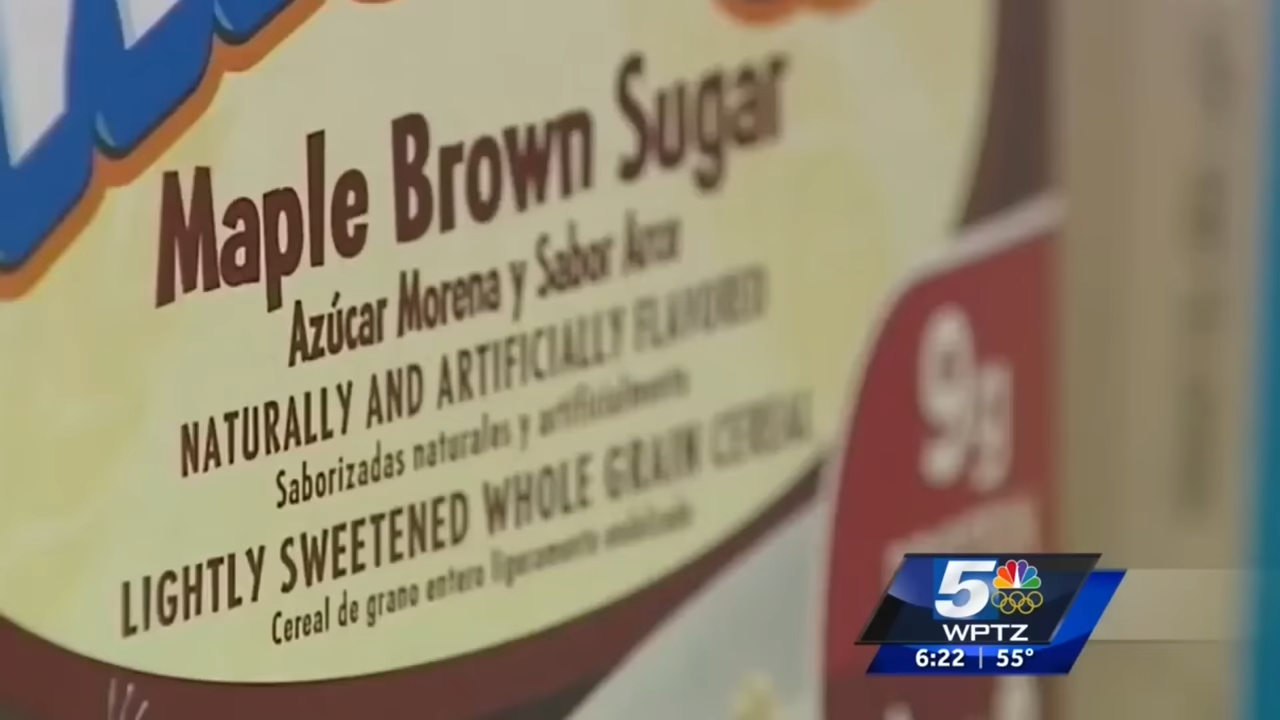 Maple Brown Sugar
Azúcar Morena y Sabor
NATURALLY AND ARTIFICIALLY FLAVORED
Saborizadas naturales y artificialmente
LIGHTLY SWEETENED WHOLE GRAIN CEREAL
Cereal de grano entero ligeramente endulzado
9g
5
WPTZ
6:22 | 55°